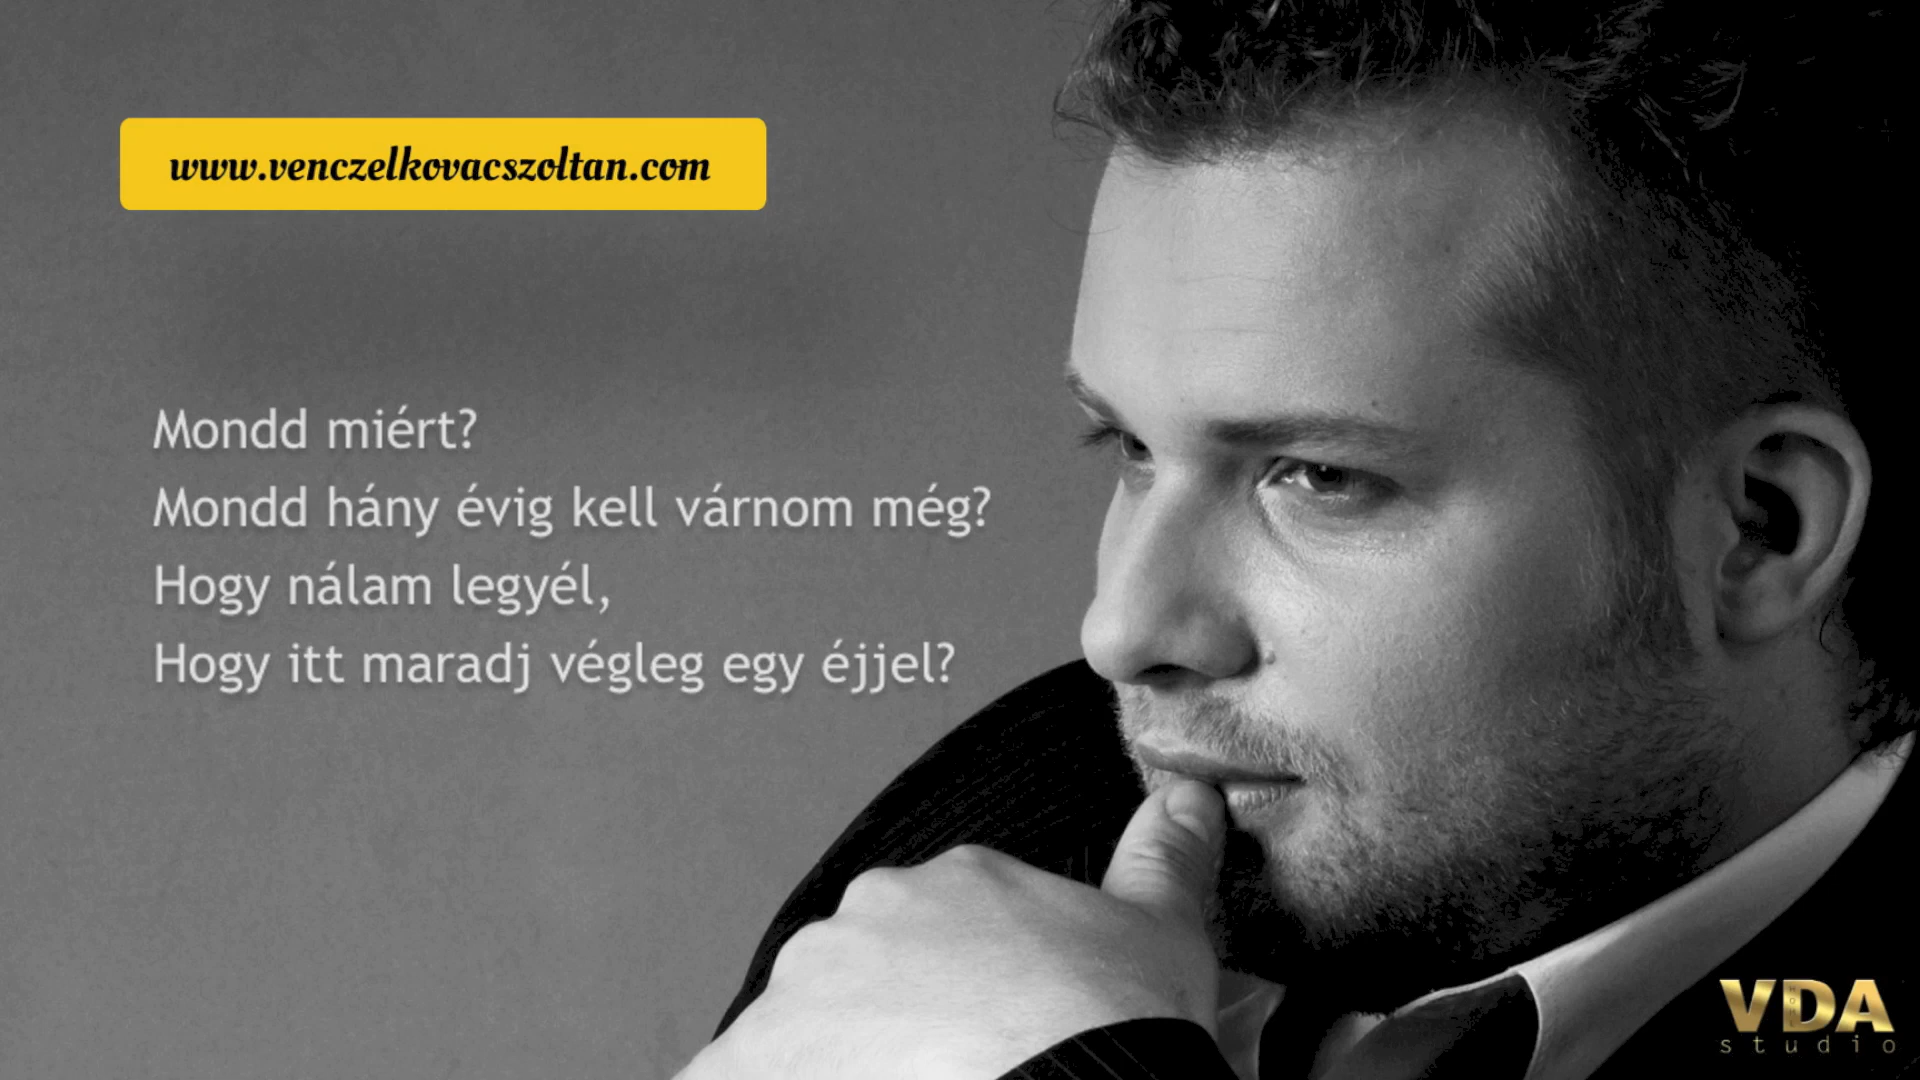 www.venczelkovacszoltan.com
Mondd miért?
Mondd hány évig kell várnom még?
Hogy nálam legyél,
Hogy itt maradj végleg egy éjjel?
VDA
studio